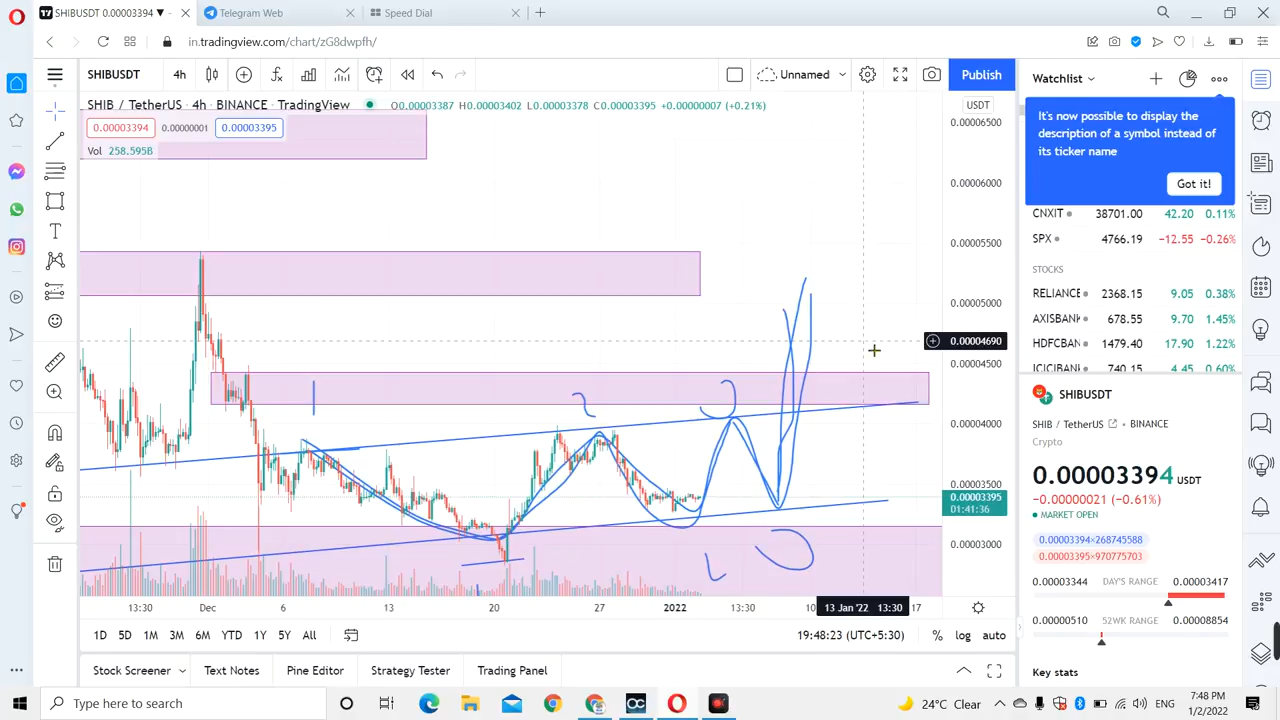 SHIBUSDT 0.00003394 ▼
Telegram Web
Speed Dial
in.tradingview.com/chart/zG8dwpfh/
SHIBUSDT
4h
Unnamed
Publish
Watchlist
SHIB / TetherUS · 4h · BINANCE · TradingView
O0.00003387 H0.00003402 L0.00003378 C0.00003395 +0.00000007 (+0.21%)
0.00003394
0.00000001
0.00003395
Vol 258.595B
USDT
0.00006500
0.00006000
0.00005500
0.00005000
0.00004690
0.00004500
0.00004000
0.00003500
0.00003395
01:41:36
0.00003000
1
2
13:30
Dec
6
13
20
27
2022
13:30
10
13 Jan '22 13:30
17
1D
5D
1M
3M
6M
YTD
1Y
5Y
All
19:48:23 (UTC+5:30)
%
log
auto
Stock Screener
Text Notes
Pine Editor
Strategy Tester
Trading Panel
It's now possible to display the
description of a symbol instead of
its ticker name
Got it!
CNXIT 38701.00 42.20 0.11%
SPX 4766.19 −12.55 −0.26%
STOCKS
RELIANCE 2368.15 9.05 0.38%
AXISBANK 678.55 9.70 1.45%
HDFCBAN 1479.40 17.90 1.22%
ICICIBANK 740.15 4.45 0.60%
SHIBUSDT
SHIB / TetherUS · BINANCE
Crypto
0.00003394 USDT
−0.00000021 (−0.61%)
MARKET OPEN
0.00003394×268745588
0.00003395×970775703
0.00003344 DAY'S RANGE 0.00003417
0.00000510 52WK RANGE 0.00008854
Key stats
Type here to search
24°C Clear
ENG
7:48 PM
1/2/2022